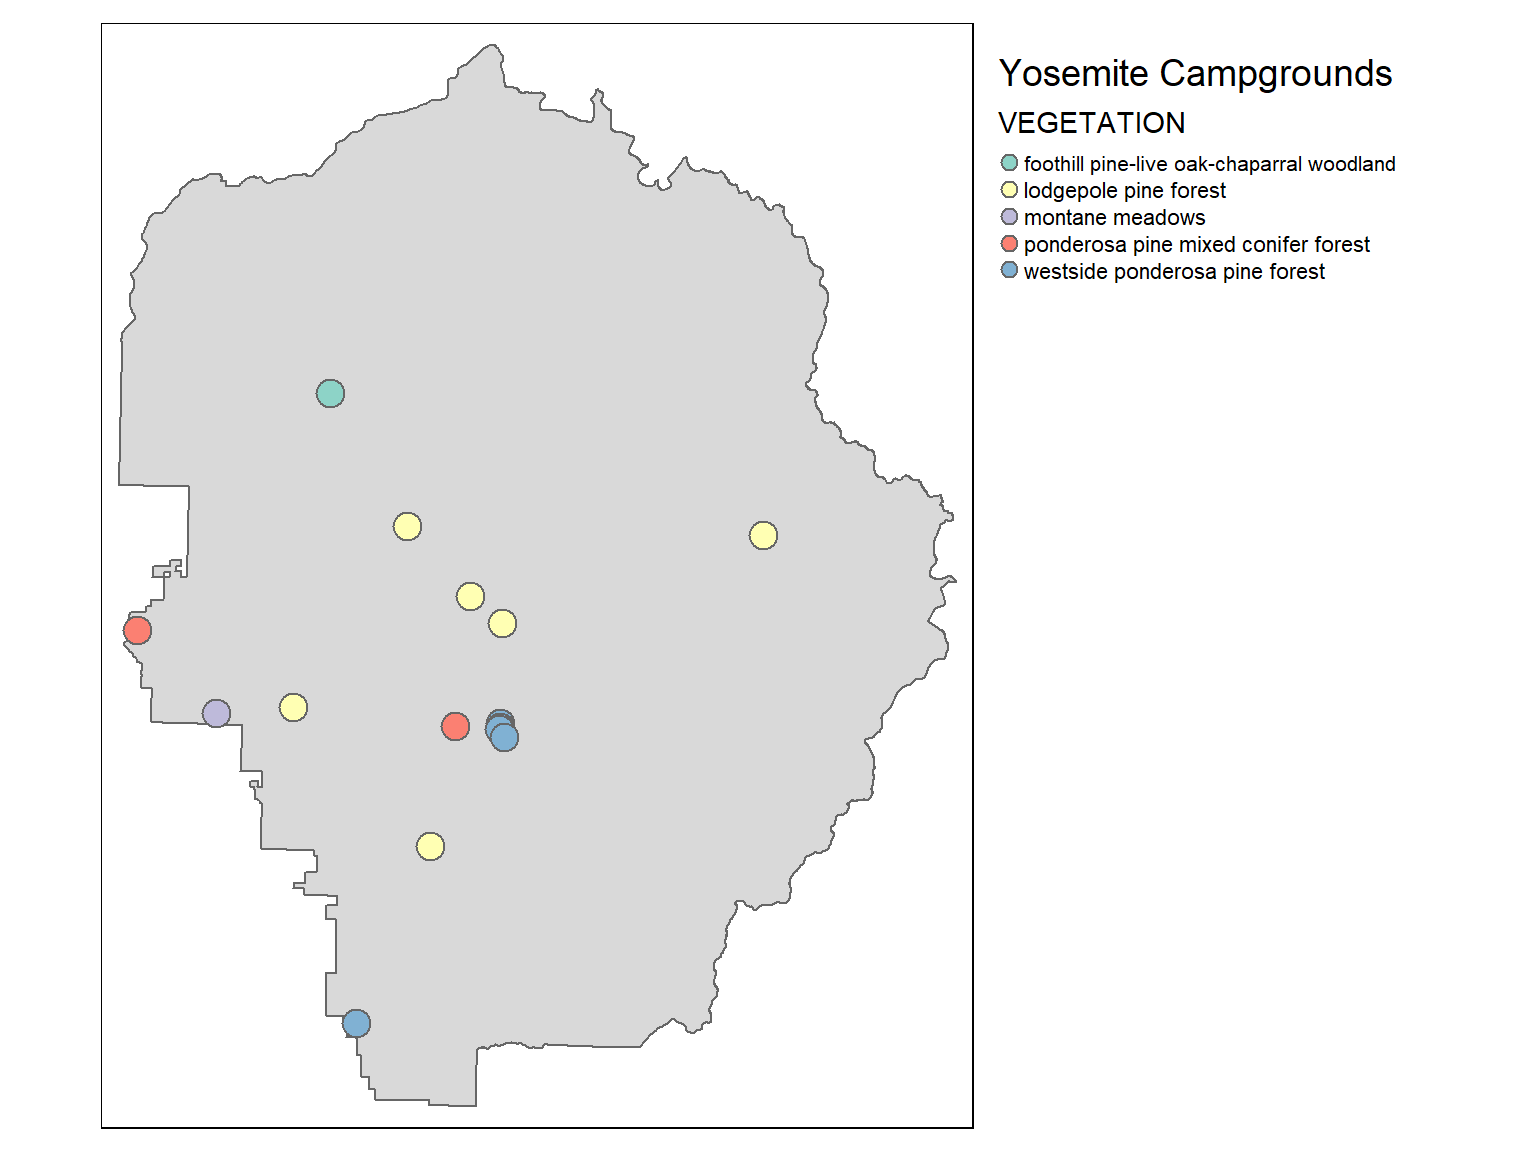 Yosemite Campgrounds
VEGETATION
foothill pine-live oak-chaparral woodland
lodgepole pine forest
montane meadows
ponderosa pine mixed conifer forest
westside ponderosa pine forest